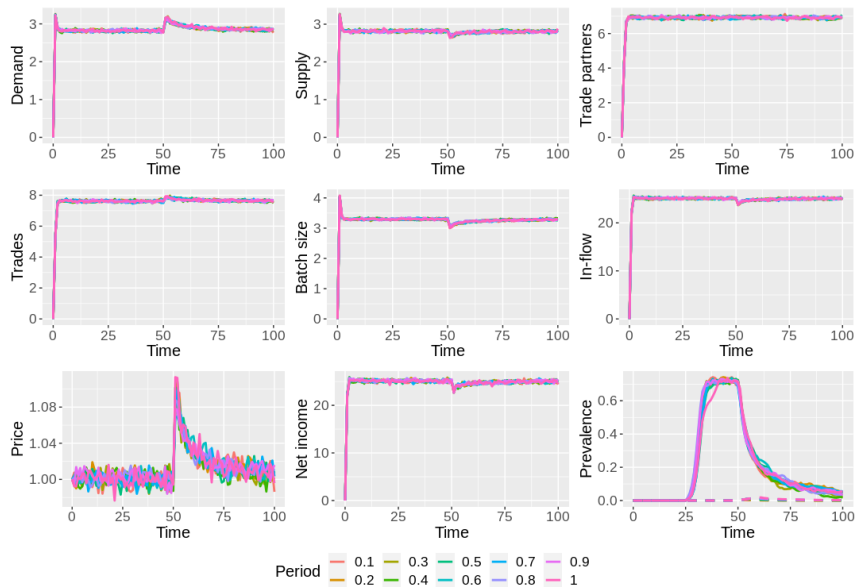 Demand
3
2
1
0
0 25 50 75 100
Time
Supply
3
2
1
0
0 25 50 75 100
Time
Trade partners
6
4
2
0
0 25 50 75 100
Time
Trades
8
6
4
2
0
0 25 50 75 100
Time
Batch size
4
3
2
1
0
0 25 50 75 100
Time
In-flow
20
10
0
0 25 50 75 100
Time
Price
1.08
1.04
1.00
0 25 50 75 100
Time
Net income
20
10
0
0 25 50 75 100
Time
Prevalence
0.6
0.4
0.2
0.0
0 25 50 75 100
Time
Period
0.1 0.3 0.5 0.7 0.9
0.2 0.4 0.6 0.8 1